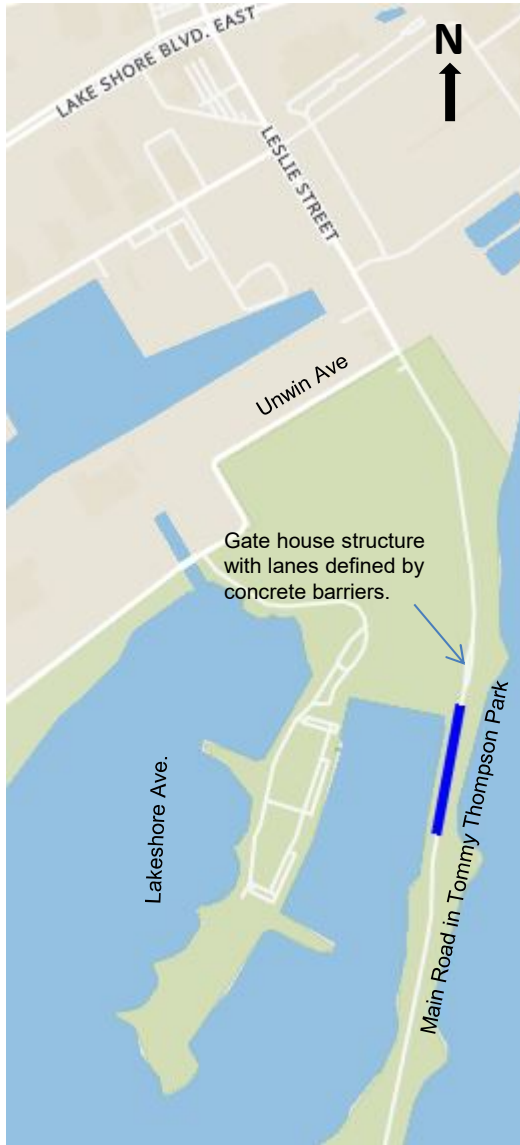 LAKE SHORE BLVD. EAST
N
LESLIE STREET
Unwin Ave
Gate house structure
with lanes defined by
concrete barriers.
Lakeshore Ave.
Main Road in Tommy Thompson Park